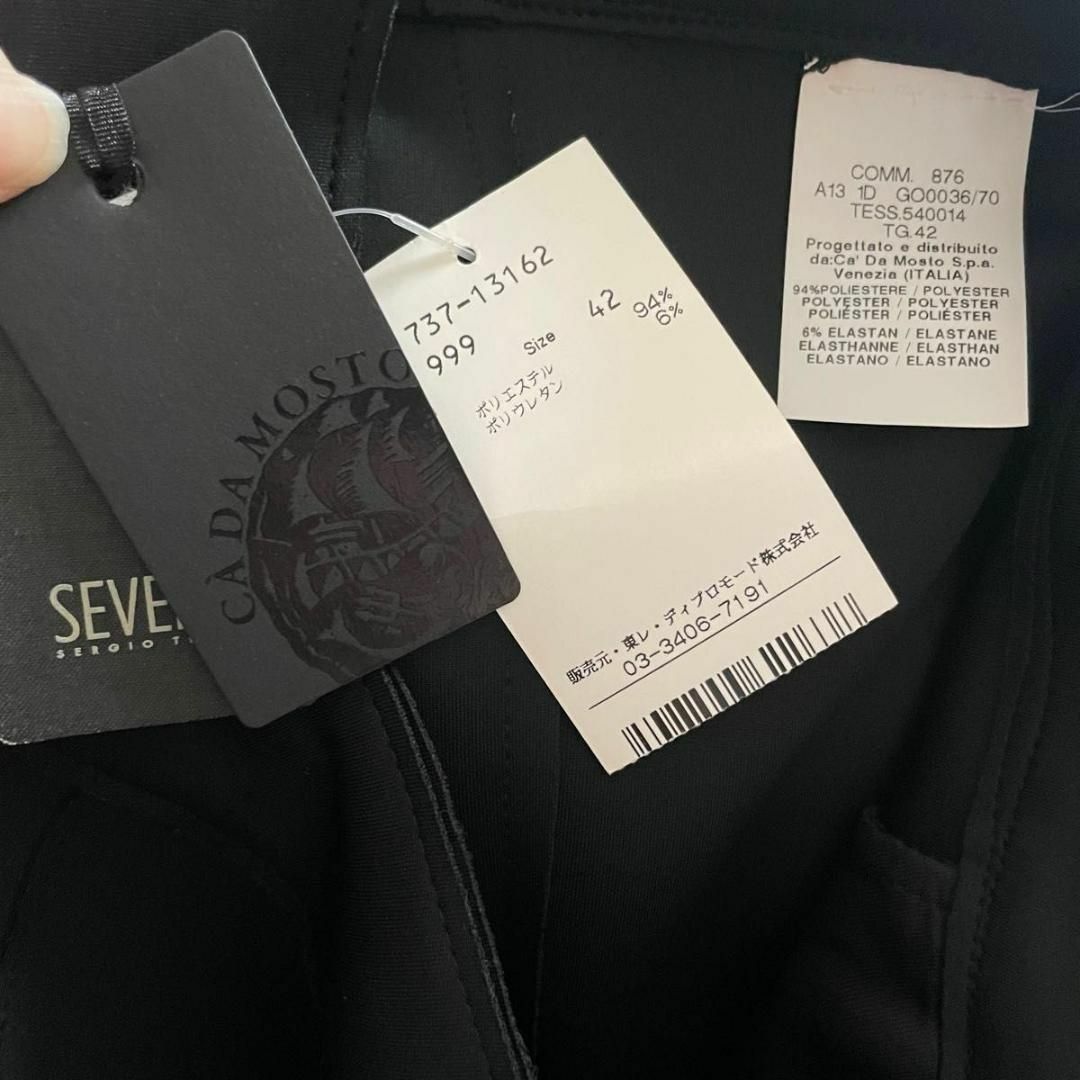 CÀ DA MOSTO
SEVE
SERGIO T
737-13162
999
Size 42
ポリエステル 94%
ポリウレタン 6%
販売元・東レ・ディプロモード株式会社
03-3406-7191
COMM. 876
A13 1D GO0036/70
TESS.540014
TG.42
Progettato e distribuito
da:Ca' Da Mosto S.p.a.
Venezia (ITALIA)
94%POLIESTERE / POLYESTER
POLYESTER / POLYESTER
POLIÉSTER / POLIÉSTER
6% ELASTAN / ELASTANE
ELASTHANNE / ELASTHAN
ELASTANO / ELASTANO